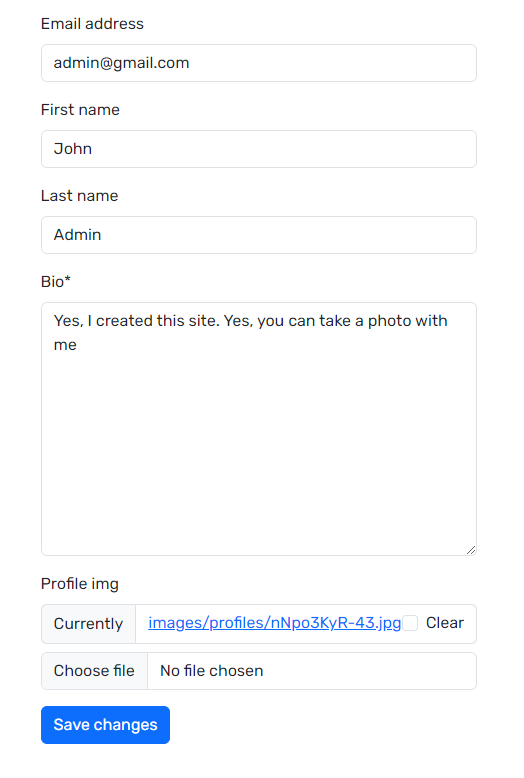 Email address
admin@gmail.com
First name
John
Last name
Admin
Bio*
Yes, I created this site. Yes, you can take a photo with
me
Profile img
Currently images/profiles/nNpo3KyR-43.jpg Clear
Choose file No file chosen
Save changes